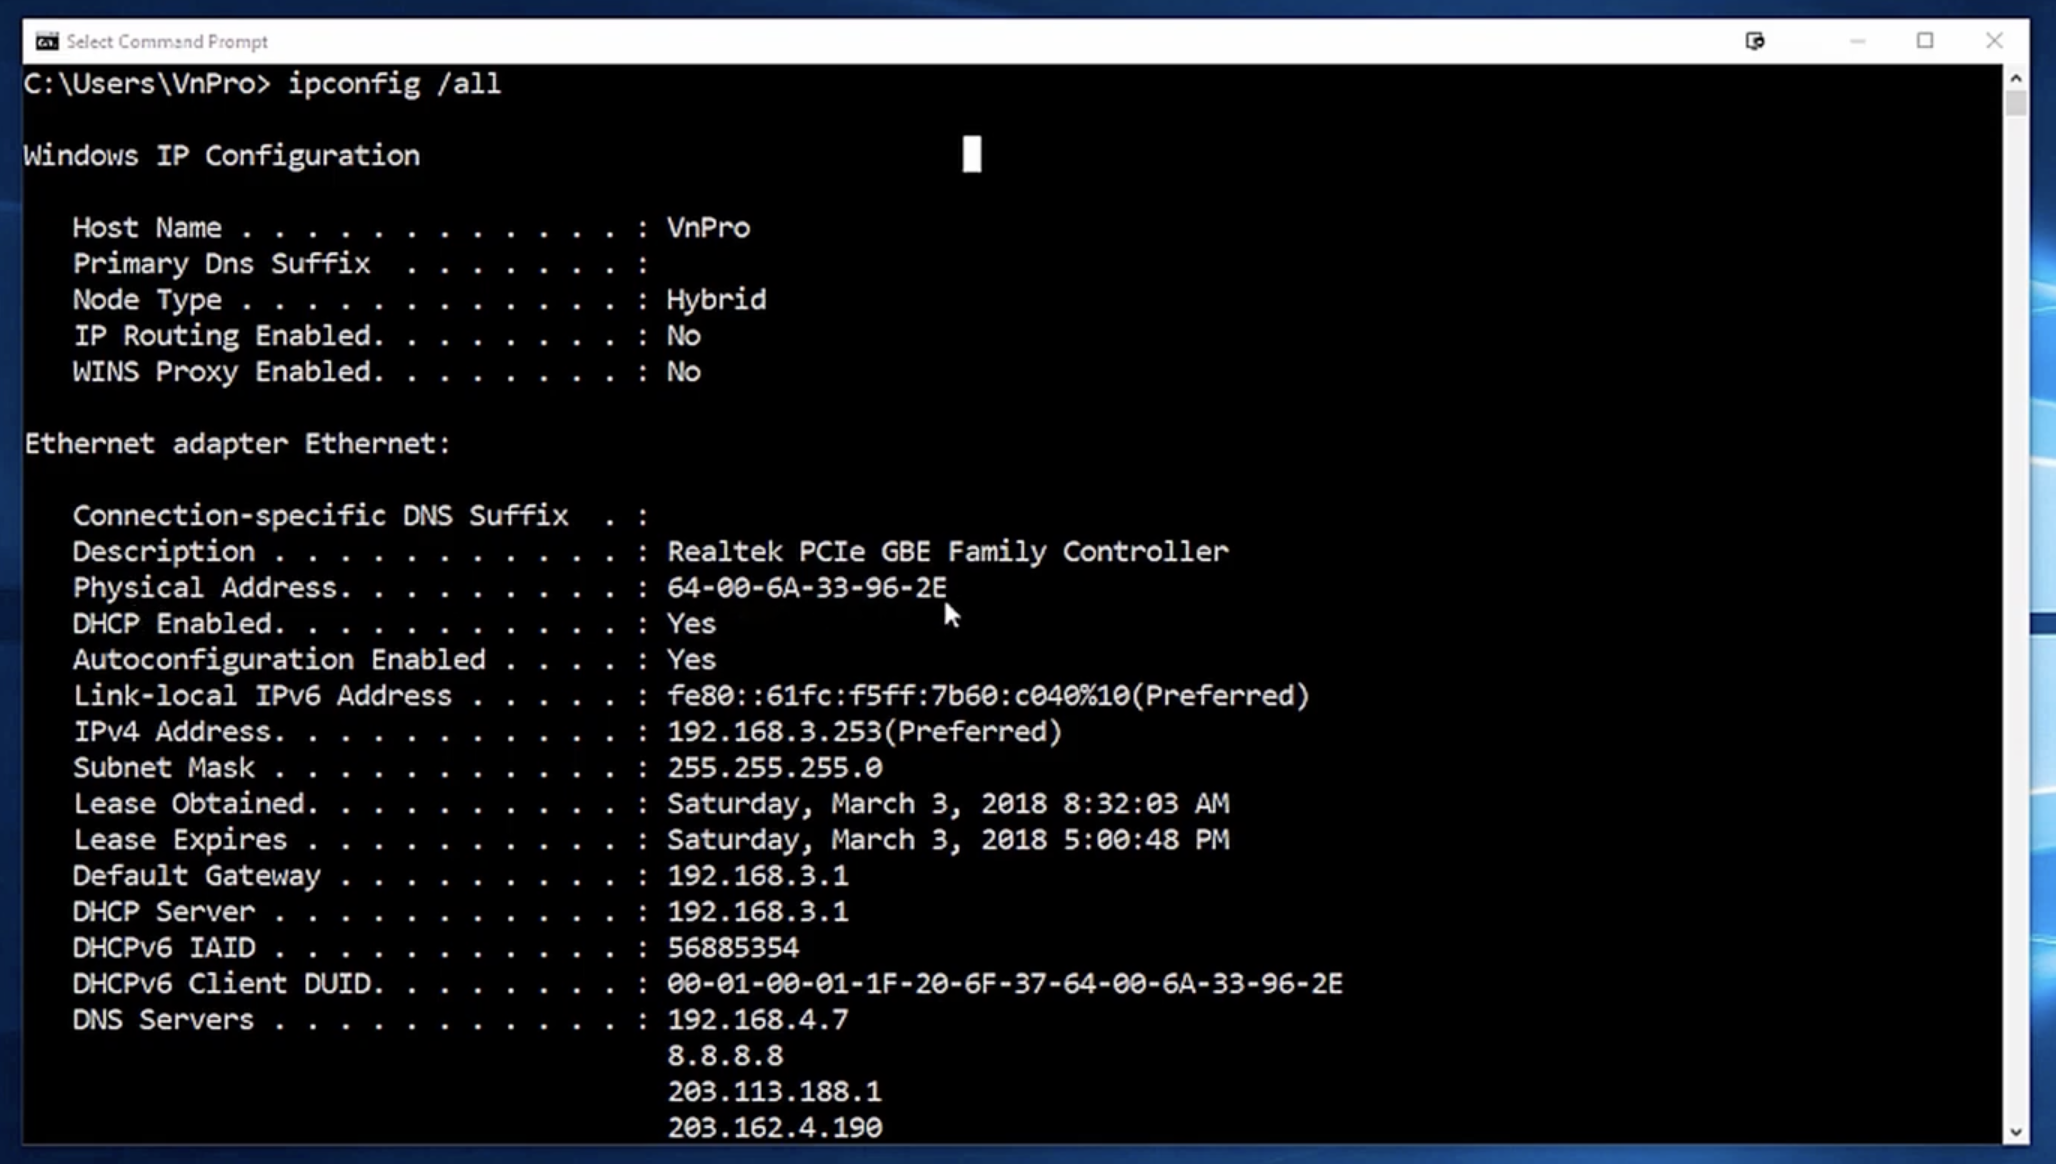 Select Command Prompt
C:\Users\VnPro> ipconfig /all
Windows IP Configuration
Host Name . . . . . . . . . . . . : VnPro
Primary Dns Suffix  . . . . . . . :
Node Type . . . . . . . . . . . . : Hybrid
IP Routing Enabled. . . . . . . . : No
WINS Proxy Enabled. . . . . . . . : No
Ethernet adapter Ethernet:
Connection-specific DNS Suffix  . :
Description . . . . . . . . . . . : Realtek PCIe GBE Family Controller
Physical Address. . . . . . . . . : 64-00-6A-33-96-2E
DHCP Enabled. . . . . . . . . . . : Yes
Autoconfiguration Enabled . . . . : Yes
Link-local IPv6 Address . . . . . : fe80::61fc:f5ff:7b60:c040%10(Preferred)
IPv4 Address. . . . . . . . . . . : 192.168.3.253(Preferred)
Subnet Mask . . . . . . . . . . . : 255.255.255.0
Lease Obtained. . . . . . . . . . : Saturday, March 3, 2018 8:32:03 AM
Lease Expires . . . . . . . . . . : Saturday, March 3, 2018 5:00:48 PM
Default Gateway . . . . . . . . . : 192.168.3.1
DHCP Server . . . . . . . . . . . : 192.168.3.1
DHCPv6 IAID . . . . . . . . . . . : 56885354
DHCPv6 Client DUID. . . . . . . . : 00-01-00-01-1F-20-6F-37-64-00-6A-33-96-2E
DNS Servers . . . . . . . . . . . : 192.168.4.7
8.8.8.8
203.113.188.1
203.162.4.190